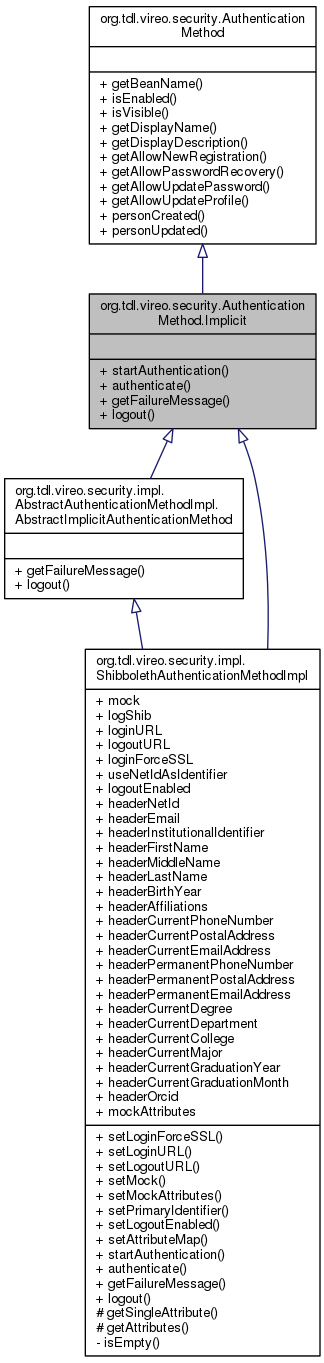 org.tdl.vireo.security.Authentication
Method
+ getBeanName()
+ isEnabled()
+ isVisible()
+ getDisplayName()
+ getDisplayDescription()
+ getAllowNewRegistration()
+ getAllowPasswordRecovery()
+ getAllowUpdatePassword()
+ getAllowUpdateProfile()
+ personCreated()
+ personUpdated()
org.tdl.vireo.security.Authentication
Method.Implicit
+ startAuthentication()
+ authenticate()
+ getFailureMessage()
+ logout()
org.tdl.vireo.security.impl.
AbstractAuthenticationMethodImpl.
AbstractImplicitAuthenticationMethod
+ getFailureMessage()
+ logout()
org.tdl.vireo.security.impl.
ShibbolethAuthenticationMethodImpl
+ mock
+ logShib
+ loginURL
+ logoutURL
+ loginForceSSL
+ useNetIdAsIdentifier
+ logoutEnabled
+ headerNetId
+ headerEmail
+ headerInstitutionalIdentifier
+ headerFirstName
+ headerMiddleName
+ headerLastName
+ headerBirthYear
+ headerAffiliations
+ headerCurrentPhoneNumber
+ headerCurrentPostalAddress
+ headerCurrentEmailAddress
+ headerPermanentPhoneNumber
+ headerPermanentPostalAddress
+ headerPermanentEmailAddress
+ headerCurrentDegree
+ headerCurrentDepartment
+ headerCurrentCollege
+ headerCurrentMajor
+ headerCurrentGraduationYear
+ headerCurrentGraduationMonth
+ headerOrcid
+ mockAttributes
+ setLoginForceSSL()
+ setLoginURL()
+ setLogoutURL()
+ setMock()
+ setMockAttributes()
+ setPrimaryIdentifier()
+ setLogoutEnabled()
+ setAttributeMap()
+ startAuthentication()
+ authenticate()
+ getFailureMessage()
+ logout()
# getSingleAttribute()
# getAttributes()
- isEmpty()